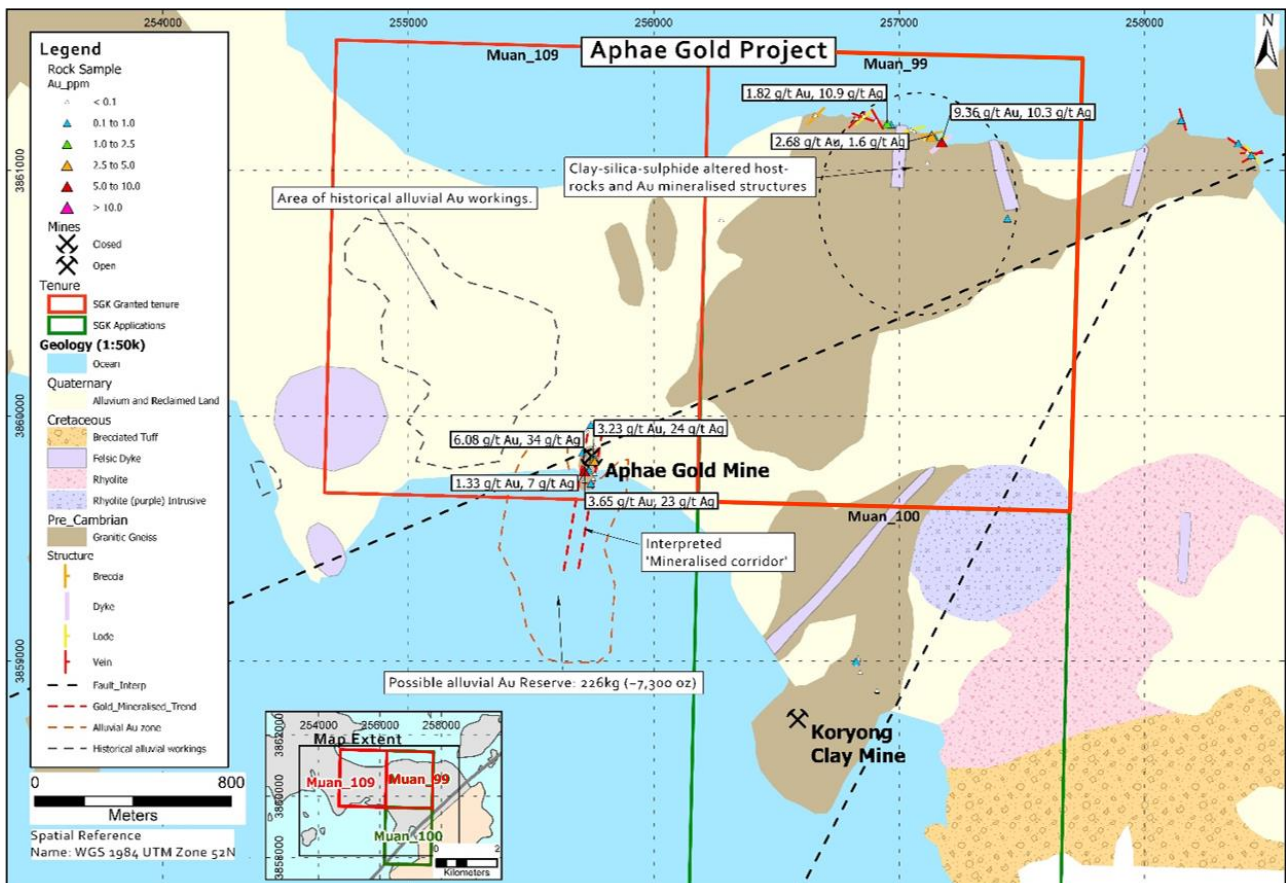 254000
255000
256000
257000
258000
Legend
Rock Sample
Au_ppm
< 0.1
0.1 to 1.0
1.0 to 2.5
2.5 to 5.0
5.0 to 10.0
> 10.0
Mines
Closed
Open
Tenure
SGK Granted tenure
SGK Applications
Geology (1:50k)
Ocean
Quaternary
Alluvium and Reclaimed Land
Cretaceous
Brecciated Tuff
Felsic Dyke
Rhyolite
Rhyolite (purple) Intrusive
Pre_Cambrian
Granitic Gneiss
Structure
Breccia
Dyke
Lode
Vein
Fault_Interp
Gold_Mineralised_Trend
Alluvial Au zone
Historical alluvial workings
0
800
Meters
Spatial Reference
Name: WGS 1984 UTM Zone 52N
Aphae Gold Project
Muan_109
Muan_99
N
1.82 g/t Au, 10.9 g/t Ag
9.36 g/t Au, 10.3 g/t Ag
2.68 g/t Au, 1.6 g/t Ag
Clay-silica-sulphide altered host-
rocks and Au mineralised structures
Area of historical alluvial Au workings.
3861000
3860000
3859000
3.23 g/t Au, 24 g/t Ag
6.08 g/t Au, 34 g/t Ag
Aphae Gold Mine
1.33 g/t Au, 7 g/t Ag
3.65 g/t Au, 23 g/t Ag
Muan_100
Interpreted
'Mineralised corridor'
Possible alluvial Au Reserve: 226kg (~7,300 oz)
Koryong
Clay Mine
254000
256000
258000
Map Extent
3862000
3860000
3858000
Muan_109
Muan_99
Muan_100
0
2
Kilometers